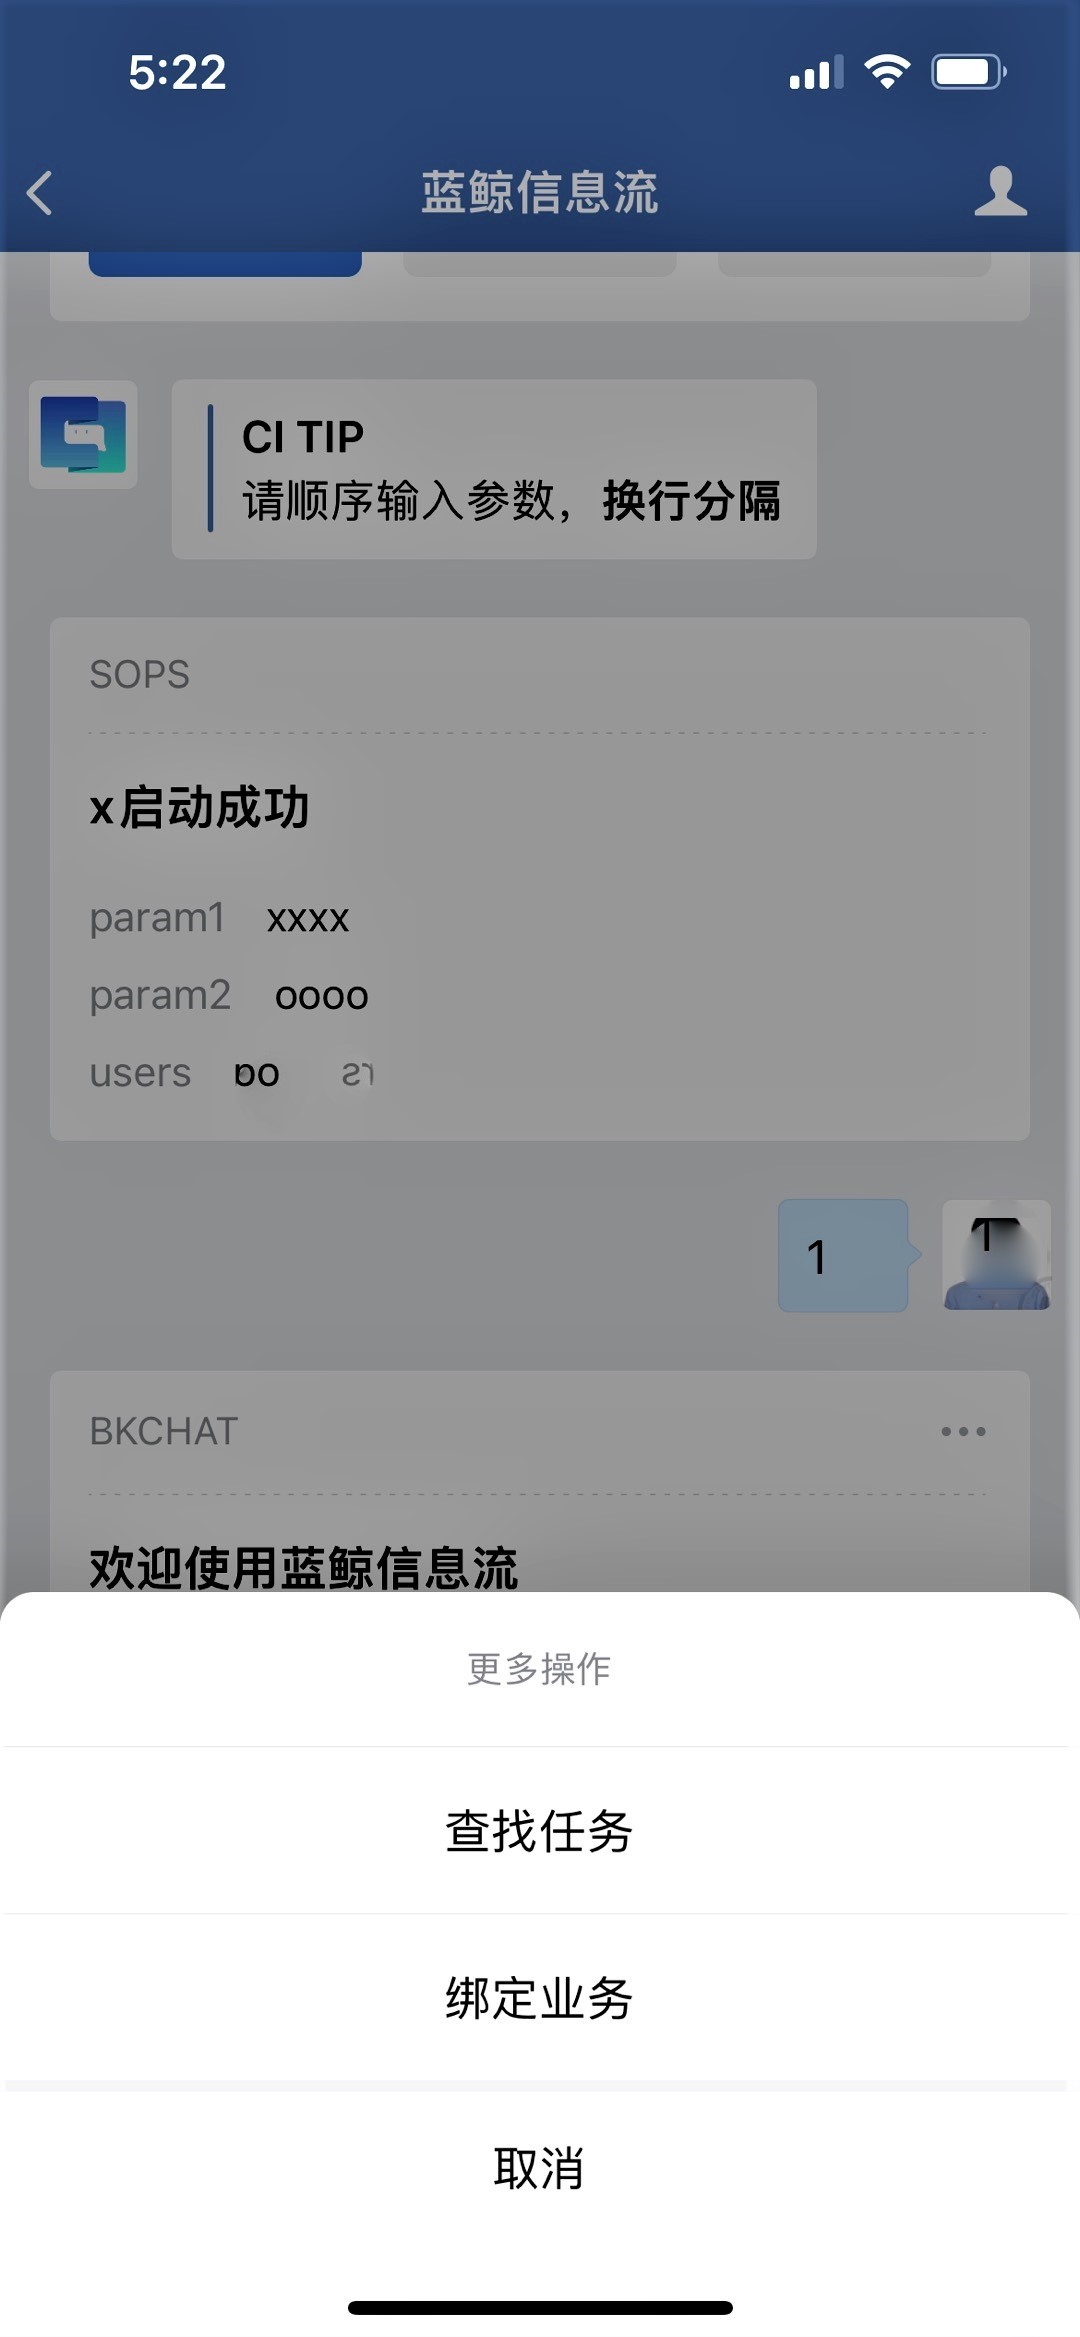 5:22
蓝鲸信息流
CI TIP
请顺序输入参数，换行分隔
SOPS
x启动成功
param1 xxxx
param2 oooo
users
1
1
BKCHAT
欢迎使用蓝鲸信息流
更多操作
查找任务
绑定业务
取消